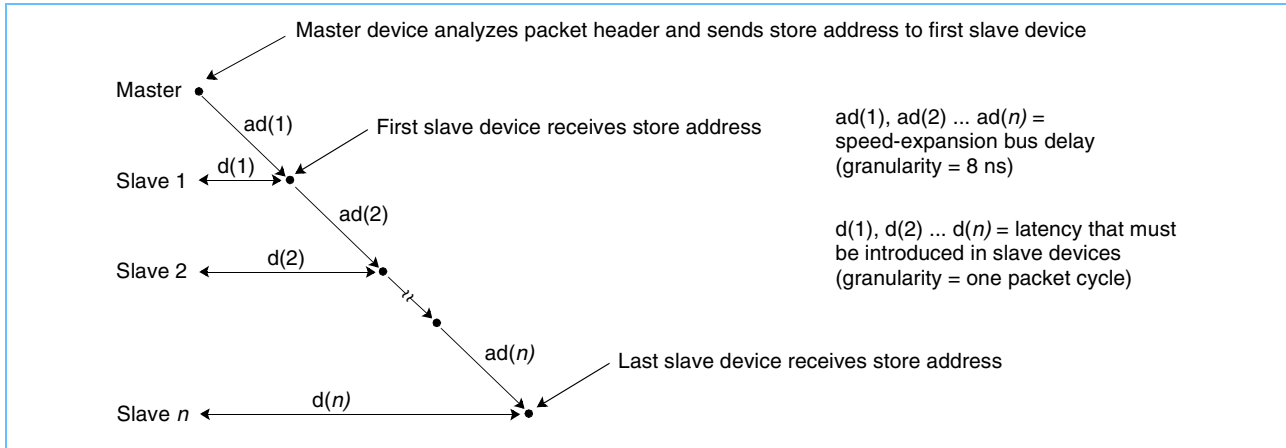 Master device analyzes packet header and sends store address to first slave device
Master
ad(1)
First slave device receives store address
ad(1), ad(2) ... ad(n) =
speed-expansion bus delay
(granularity = 8 ns)
Slave 1
d(1)
ad(2)
d(1), d(2) ... d(n) = latency that must
be introduced in slave devices
(granularity = one packet cycle)
Slave 2
d(2)
≈
ad(n)
Last slave device receives store address
Slave n
d(n)